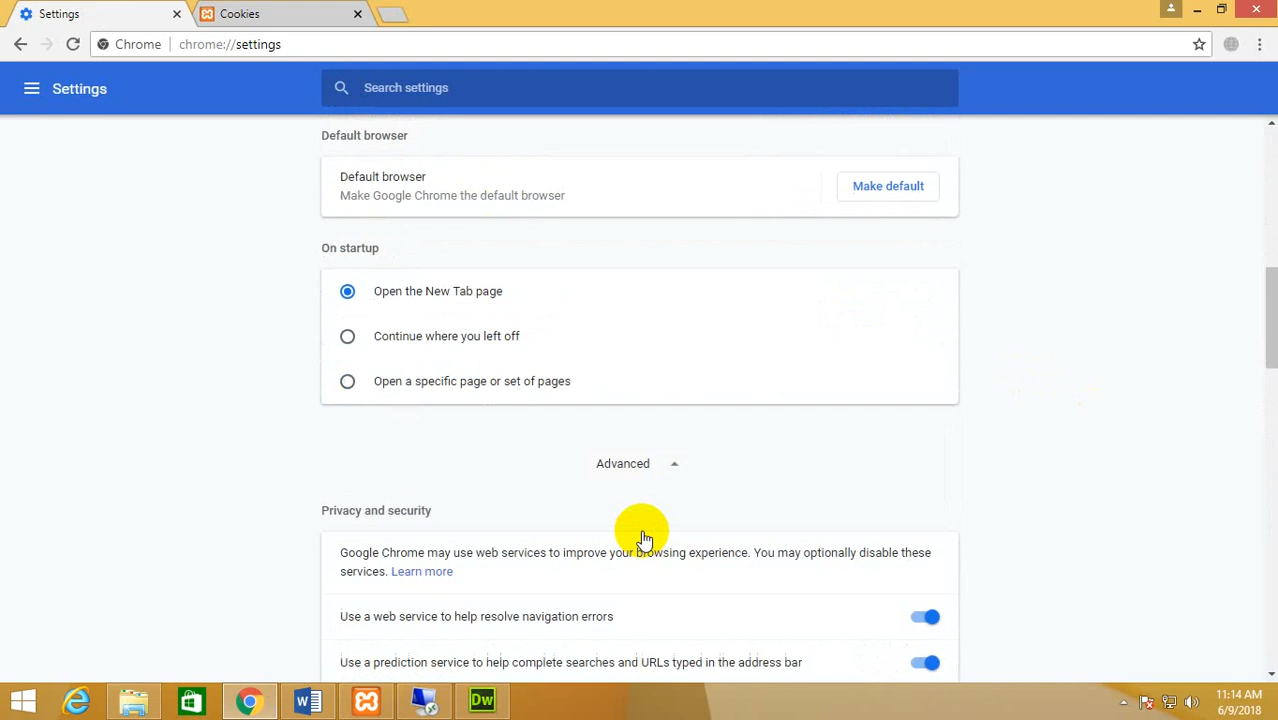 Settings
Cookies
Chrome
chrome://settings
Settings
Search settings
Default browser
Default browser
Make Google Chrome the default browser
Make default
On startup
Open the New Tab page
Continue where you left off
Open a specific page or set of pages
Advanced
Privacy and security
Google Chrome may use web services to improve your browsing experience. You may optionally disable these
services. Learn more
Use a web service to help resolve navigation errors
Use a prediction service to help complete searches and URLs typed in the address bar
Dw
11:14 AM
6/9/2018